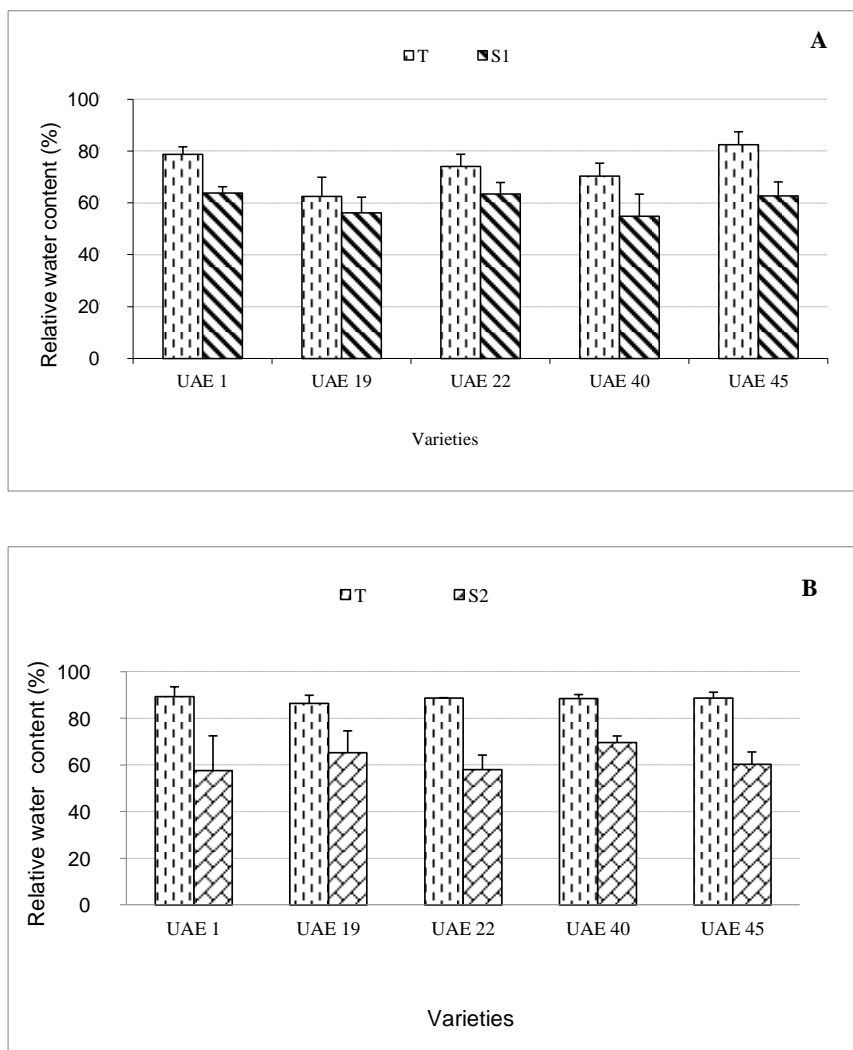 A
T S1
Relative water content (%)
100
80
60
40
20
0
UAE 1 UAE 19 UAE 22 UAE 40 UAE 45
Varieties
B
T S2
Relative water content (%)
100
80
60
40
20
0
UAE 1 UAE 19 UAE 22 UAE 40 UAE 45
Varieties